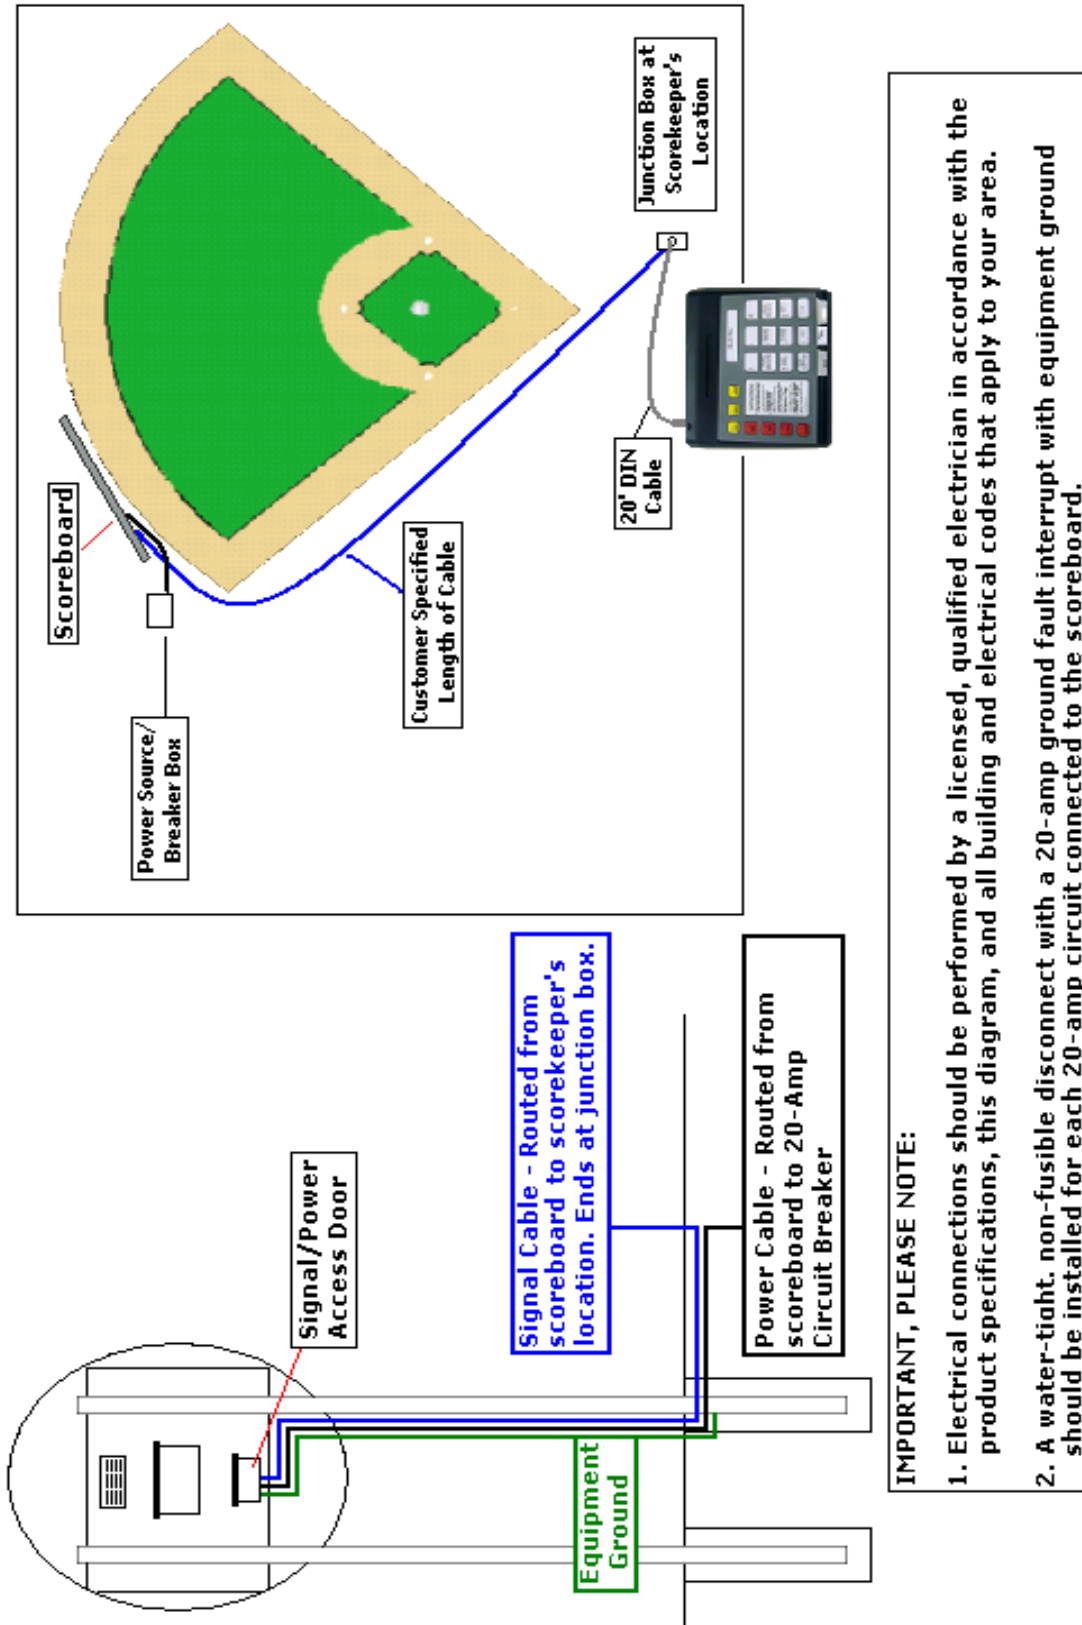 Signal/Power
Access Door
Equipment
Ground
Signal Cable - Routed from
scoreboard to scorekeeper's
location. Ends at junction box.
Power Cable - Routed from
scoreboard to 20-Amp
Circuit Breaker
Scoreboard
Power Source/
Breaker Box
Customer Specified
Length of Cable
20' DIN
Cable
Junction Box at
Scorekeeper's
Location
IMPORTANT, PLEASE NOTE:
1. Electrical connections should be performed by a licensed, qualified electrician in accordance with the
product specifications, this diagram, and all building and electrical codes that apply to your area.
2. A water-tight, non-fusible disconnect with a 20-amp ground fault interrupt with equipment ground
should be installed for each 20-amp circuit connected to the scoreboard.